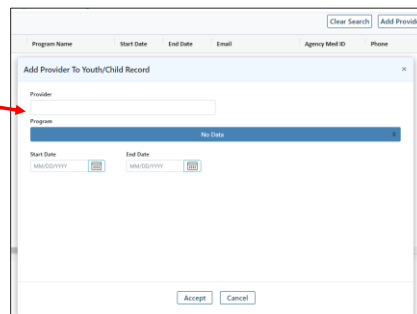 Clear Search Add Provid
Program Name Start Date End Date Email Agency Med ID Phone
Add Provider To Youth/Child Record ×
Provider
Program
No Data
Start Date End Date
MM/DD/YYYY MM/DD/YYYY
Accept Cancel